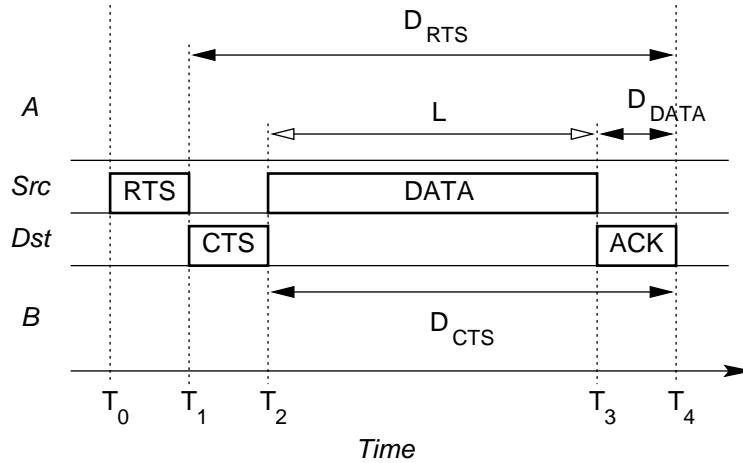 D_RTS
A
L
D_DATA
Src
RTS
DATA
Dst
CTS
ACK
B
D_CTS
T_0
T_1
T_2
T_3
T_4
Time